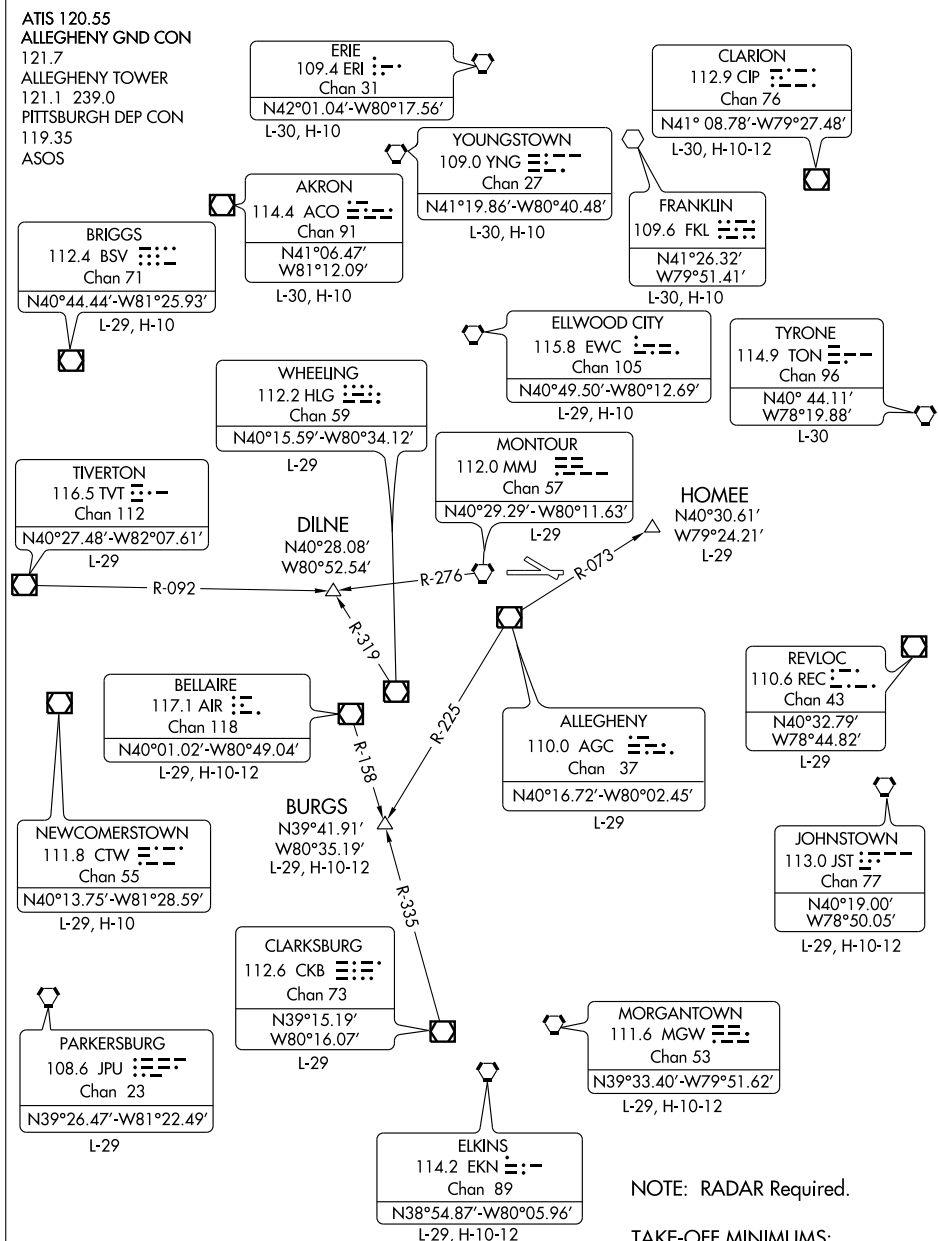 ATIS 120.55
ALLEGHENY GND CON
121.7
ALLEGHENY TOWER
121.1 239.0
PITTSBURGH DEP CON
119.35
ASOS
ERIE
109.4 ERI
Chan 31
N42°01.04′-W80°17.56′
L-30, H-10
CLARION
112.9 CIP
Chan 76
N41° 08.78′-W79°27.48′
L-30, H-10-12
YOUNGSTOWN
109.0 YNG
Chan 27
N41°19.86′-W80°40.48′
L-30, H-10
AKRON
114.4 ACO
Chan 91
N41°06.47′
W81°12.09′
L-30, H-10
FRANKLIN
109.6 FKL
N41°26.32′
W79°51.41′
L-30, H-10
BRIGGS
112.4 BSV
Chan 71
N40°44.44′-W81°25.93′
L-29, H-10
ELLWOOD CITY
115.8 EWC
Chan 105
N40°49.50′-W80°12.69′
L-29, H-10
TYRONE
114.9 TON
Chan 96
N40° 44.11′
W78°19.88′
L-30
WHEELING
112.2 HLG
Chan 59
N40°15.59′-W80°34.12′
L-29
MONTOUR
112.0 MMJ
Chan 57
N40°29.29′-W80°11.63′
L-29
TIVERTON
116.5 TVT
Chan 112
N40°27.48′-W82°07.61′
L-29
DILNE
N40°28.08′
W80°52.54′
HOMEE
N40°30.61′
W79°24.21′
L-29
R-092
R-276
R-073
R-319
R-225
R-158
R-335
BELLAIRE
117.1 AIR
Chan 118
N40°01.02′-W80°49.04′
L-29, H-10-12
ALLEGHENY
110.0 AGC
Chan 37
N40°16.72′-W80°02.45′
L-29
REVLOC
110.6 REC
Chan 43
N40°32.79′
W78°44.82′
L-29
BURGS
N39°41.91′
W80°35.19′
L-29, H-10-12
NEWCOMERSTOWN
111.8 CTW
Chan 55
N40°13.75′-W81°28.59′
L-29, H-10
JOHNSTOWN
113.0 JST
Chan 77
N40°19.00′
W78°50.05′
L-29, H-10-12
CLARKSBURG
112.6 CKB
Chan 73
N39°15.19′
W80°16.07′
L-29
PARKERSBURG
108.6 JPU
Chan 23
N39°26.47′-W81°22.49′
L-29
MORGANTOWN
111.6 MGW
Chan 53
N39°33.40′-W79°51.62′
L-29, H-10-12
ELKINS
114.2 EKN
Chan 89
N38°54.87′-W80°05.96′
L-29, H-10-12
NOTE: RADAR Required.
TAKE-OFF MINIMUMS: